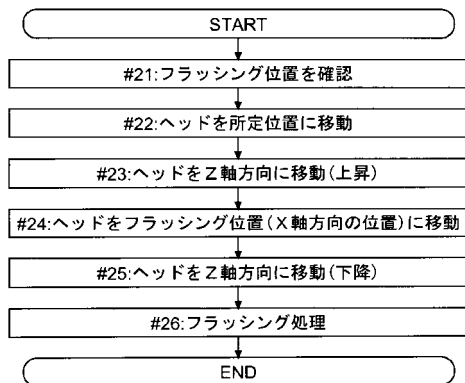 START
#21:フラッシング位置を確認
#22:ヘッドを所定位置に移動
#23:ヘッドをZ軸方向に移動(上昇)
#24:ヘッドをフラッシング位置(X軸方向の位置)に移動
#25:ヘッドをZ軸方向に移動(下降)
#26:フラッシング処理
END